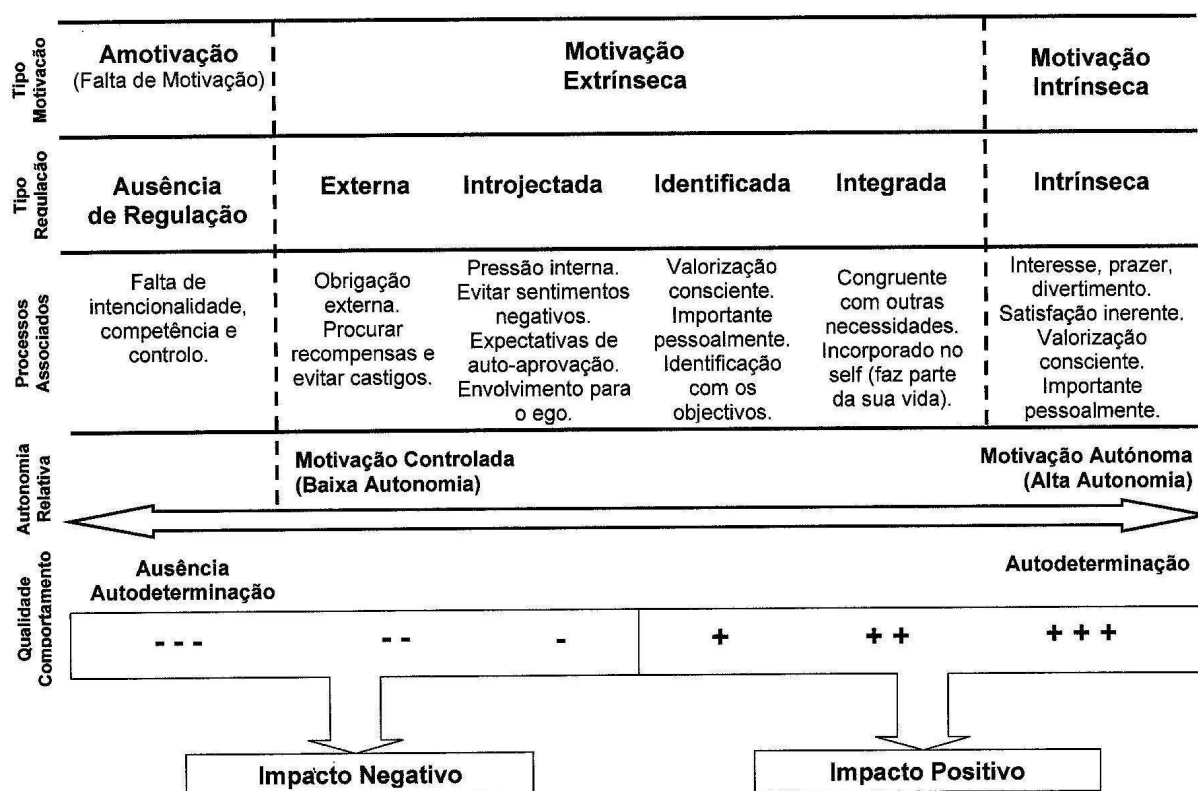 Tipo
Motivação
Amotivação
(Falta de Motivação)
Motivação
Extrínseca
Motivação
Intrínseca
Tipo
Regulação
Ausência
de Regulação
Externa
Introjectada
Identificada
Integrada
Intrínseca
Processos
Associados
Falta de
intencionalidade,
competência e
controlo.
Obrigação
externa.
Procurar
recompensas e
evitar castigos.
Pressão interna.
Evitar sentimentos
negativos.
Expectativas de
auto-aprovação.
Envolvimento para
o ego.
Valorização
consciente.
Importante
pessoalmente.
Identificação
com os
objectivos.
Congruente
com outras
necessidades.
Incorporado no
self (faz parte
da sua vida).
Interesse, prazer,
divertimento.
Satisfação inerente.
Valorização
consciente.
Importante
pessoalmente.
Autonomia
Relativa
Motivação Controlada
(Baixa Autonomia)
Motivação Autónoma
(Alta Autonomia)
Qualidade
Comportamento
Ausência
Autodeterminação
Autodeterminação
- - -
- -
-
+
+ +
+ + +
Impacto Negativo
Impacto Positivo